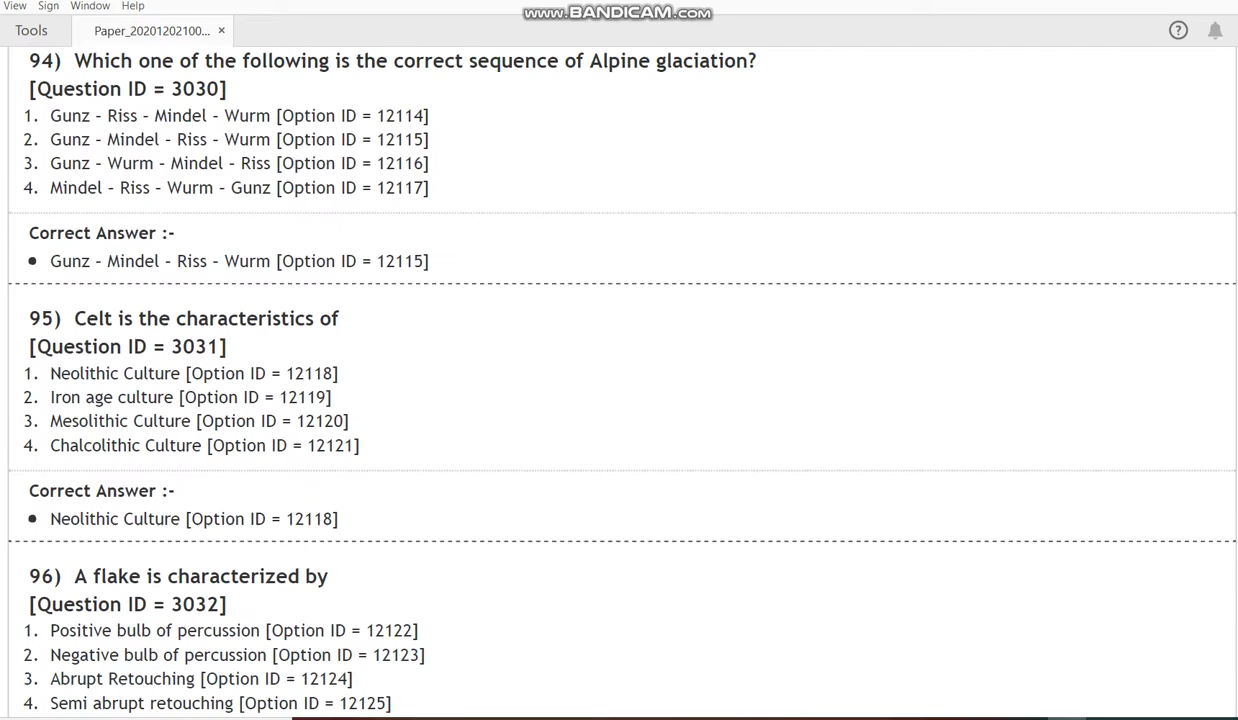 View Sign Window Help
www.BANDICAM.com
Tools Paper_20201202100... ×
94) Which one of the following is the correct sequence of Alpine glaciation?
[Question ID = 3030]
1. Gunz - Riss - Mindel - Wurm [Option ID = 12114]
2. Gunz - Mindel - Riss - Wurm [Option ID = 12115]
3. Gunz - Wurm - Mindel - Riss [Option ID = 12116]
4. Mindel - Riss - Wurm - Gunz [Option ID = 12117]
Correct Answer :-
• Gunz - Mindel - Riss - Wurm [Option ID = 12115]
95) Celt is the characteristics of
[Question ID = 3031]
1. Neolithic Culture [Option ID = 12118]
2. Iron age culture [Option ID = 12119]
3. Mesolithic Culture [Option ID = 12120]
4. Chalcolithic Culture [Option ID = 12121]
Correct Answer :-
• Neolithic Culture [Option ID = 12118]
96) A flake is characterized by
[Question ID = 3032]
1. Positive bulb of percussion [Option ID = 12122]
2. Negative bulb of percussion [Option ID = 12123]
3. Abrupt Retouching [Option ID = 12124]
4. Semi abrupt retouching [Option ID = 12125]